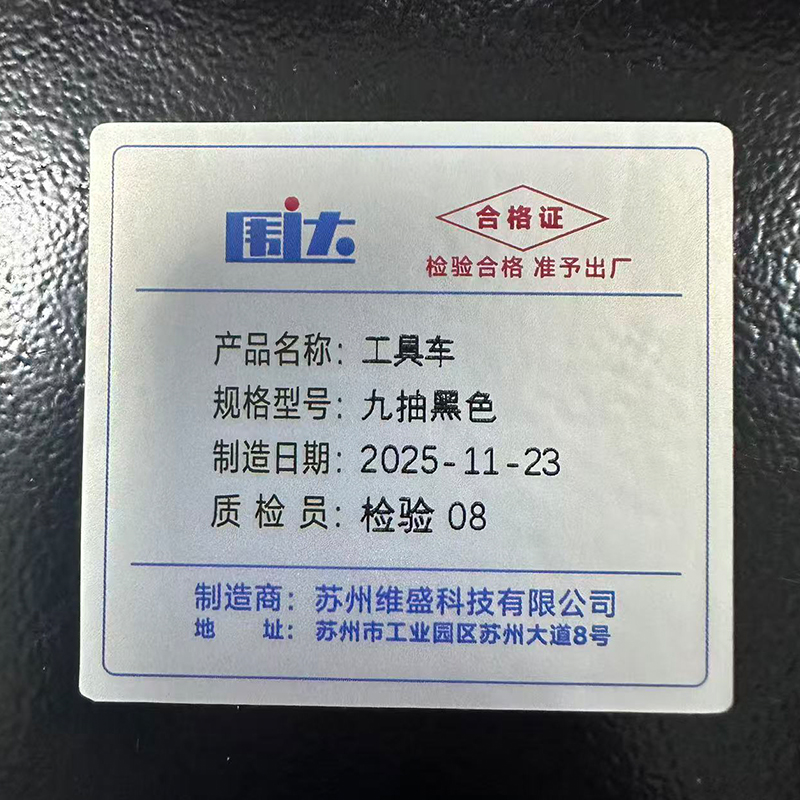 围达
合格证
检验合格 准予出厂
产品名称：工具车
规格型号：九抽黑色
制造日期：2025-11-23
质检员：检验 08
制造商：苏州维盛科技有限公司
地址：苏州市工业园区苏州大道8号